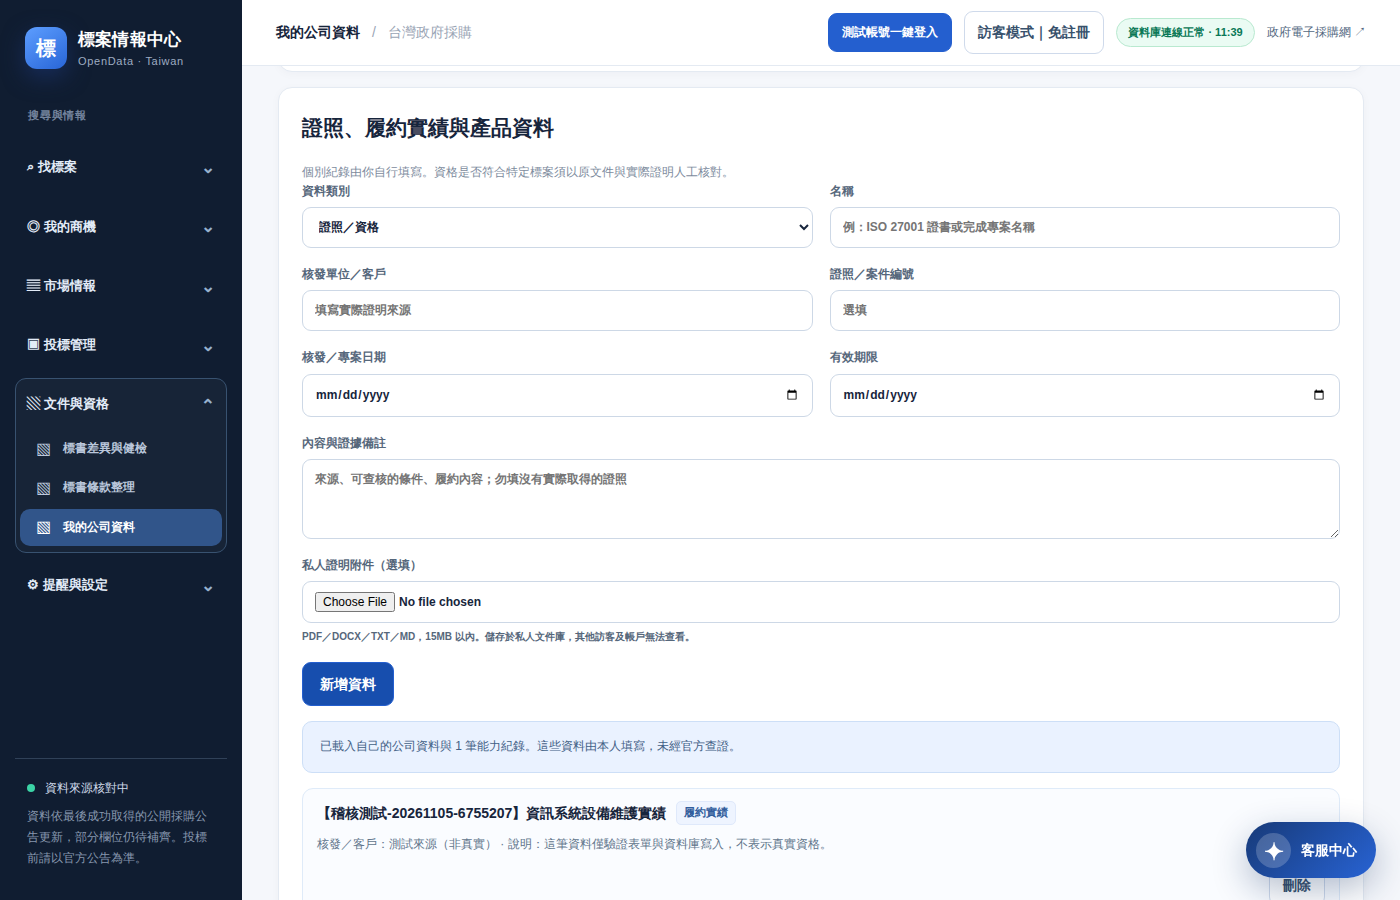 標
標案情報中心
OpenData · Taiwan
搜尋與情報
找標案
我的商機
市場情報
投標管理
文件與資格
標書差異與健檢
標書條款整理
我的公司資料
提醒與設定
資料來源核對中
資料依最後成功取得的公開採購公
告更新，部分欄位仍待補齊。投標
前請以官方公告為準。
我的公司資料 / 台灣政府採購
測試帳號一鍵登入
訪客模式｜免註冊
資料庫連線正常 · 11:39
政府電子採購網 ↗
證照、履約實績與產品資料
個別紀錄由你自行填寫。資格是否符合特定標案須以原文件與實際證明人工核對。
資料類別
名稱
證照／資格
例：ISO 27001 證書或完成專案名稱
核發單位／客戶
證照／案件編號
填寫實際證明來源
選填
核發／專案日期
有效期限
mm/dd/yyyy
mm/dd/yyyy
內容與證據備註
來源、可查核的條件、履約內容；勿填沒有實際取得的證照
私人證明附件（選填）
Choose File No file chosen
PDF／DOCX／TXT／MD，15MB 以內。儲存於私人文件庫，其他訪客及帳戶無法查看。
新增資料
已載入自己的公司資料與 1 筆能力紀錄。這些資料由本人填寫，未經官方查證。
【稽核測試-20261105-6755207】資訊系統設備維護實績 履約實績
核發／客戶：測試來源（非真實） · 說明：這筆資料僅驗證表單與資料庫寫入，不表示真實資格。
客服中心
刪除